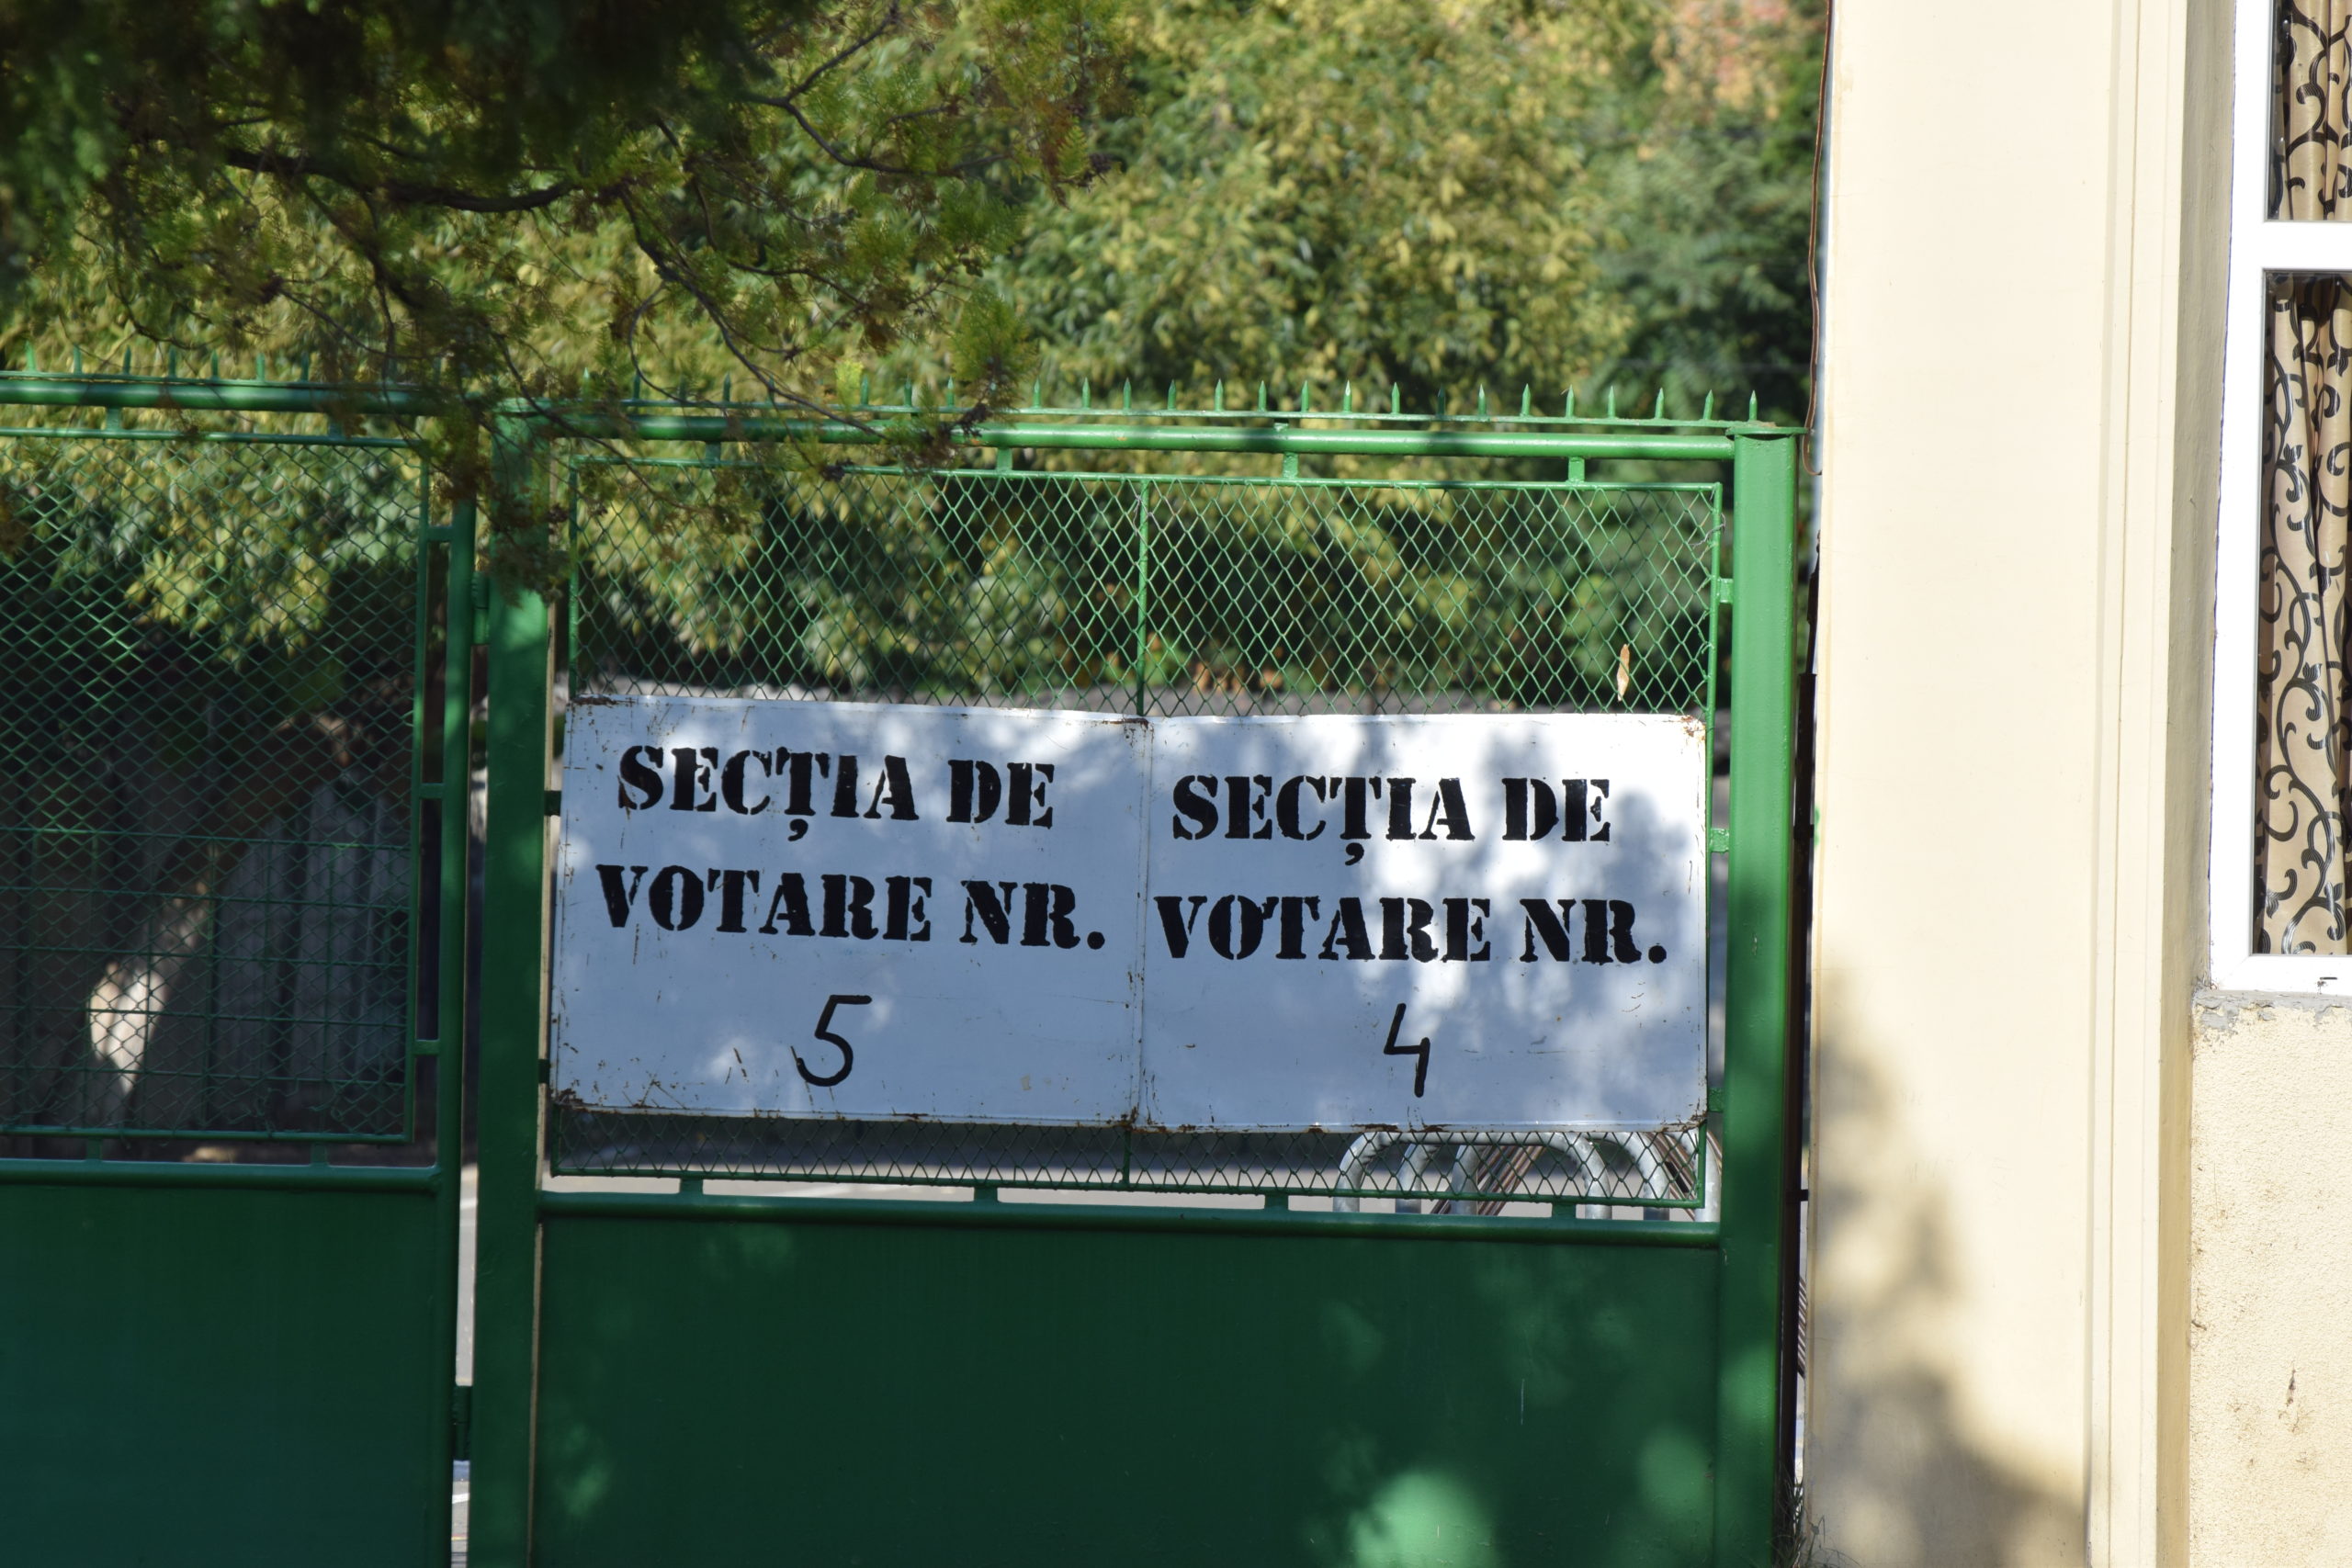 SECȚIA DE
VOTARE NR.
5
SECȚIA DE
VOTARE NR.
4